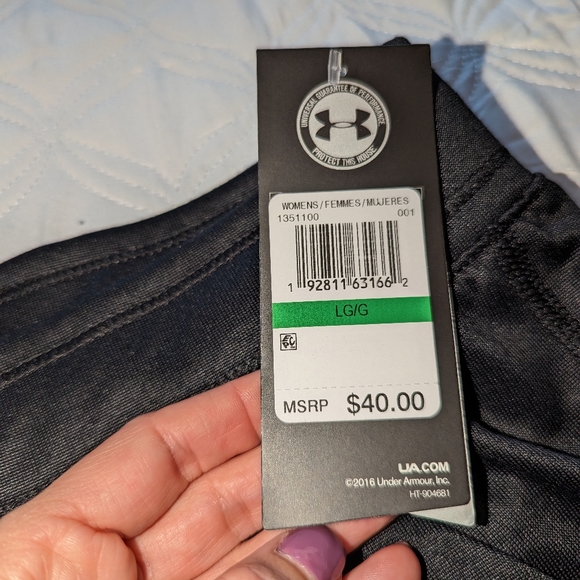 UNIVERSAL GUARANTEE OF PERFORMANCE
PROTECT THIS HOUSE
WOMENS/FEMMES/MUJERES
1351100 001
1 92811 63166 2
LG/G
MSRP $40.00
UA.COM
©2016 Under Armour, Inc.
HT-904681